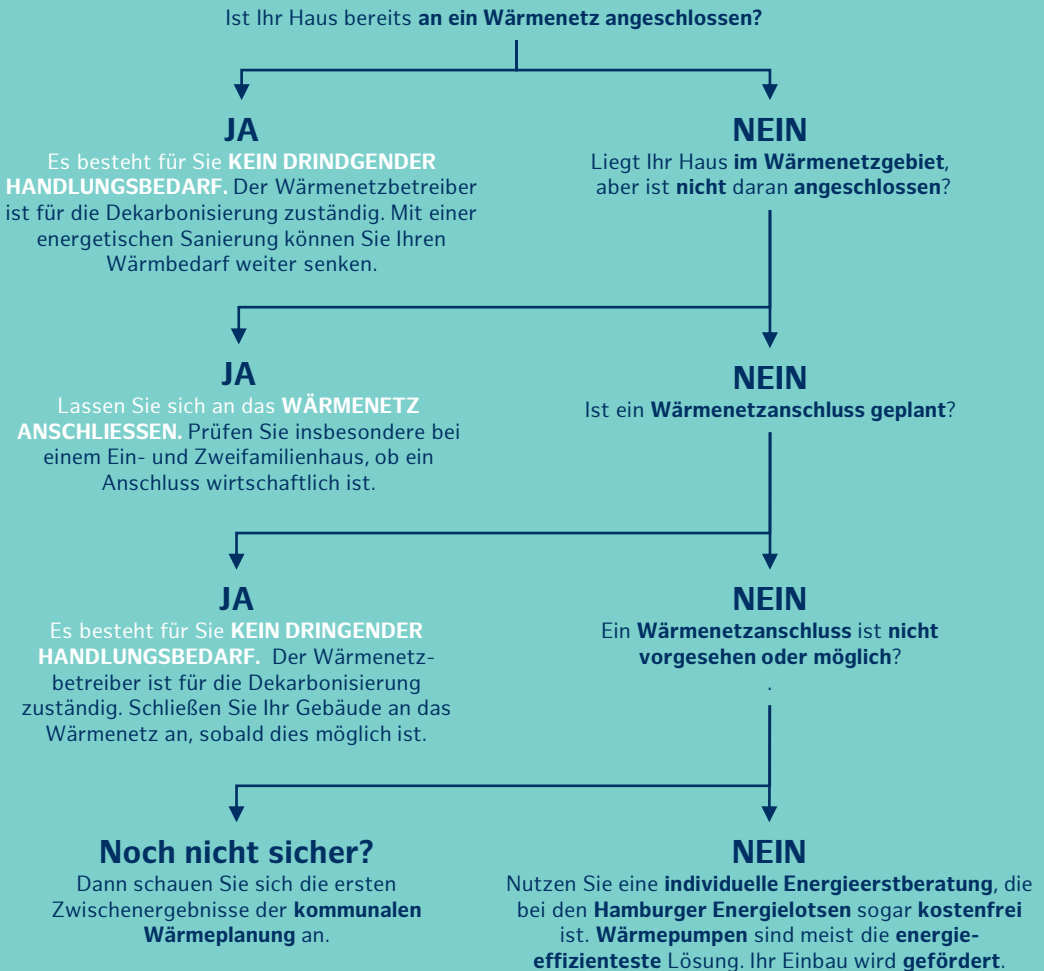 Ist Ihr Haus bereits an ein Wärmenetz angeschlossen?
JA
Es besteht für Sie KEIN DRINDGENDER
HANDLUNGSBEDARF. Der Wärmenetzbetreiber
ist für die Dekarbonisierung zuständig. Mit einer
energetischen Sanierung können Sie Ihren
Wärmbedarf weiter senken.
NEIN
Liegt Ihr Haus im Wärmenetzgebiet,
aber ist nicht daran angeschlossen?
JA
Lassen Sie sich an das WÄRMENETZ
ANSCHLIESSEN. Prüfen Sie insbesondere bei
einem Ein- und Zweifamilienhaus, ob ein
Anschluss wirtschaftlich ist.
NEIN
Ist ein Wärmenetzanschluss geplant?
JA
Es besteht für Sie KEIN DRINGENDER
HANDLUNGSBEDARF. Der Wärmenetz-
betreiber ist für die Dekarbonisierung
zuständig. Schließen Sie Ihr Gebäude an das
Wärmenetz an, sobald dies möglich ist.
NEIN
Ein Wärmenetzanschluss ist nicht
vorgesehen oder möglich?
.
Noch nicht sicher?
Dann schauen Sie sich die ersten
Zwischenergebnisse der kommunalen
Wärmeplanung an.
NEIN
Nutzen Sie eine individuelle Energieerstberatung, die
bei den Hamburger Energielotsen sogar kostenfrei
ist. Wärmepumpen sind meist die energie-
effizienteste Lösung. Ihr Einbau wird gefördert.